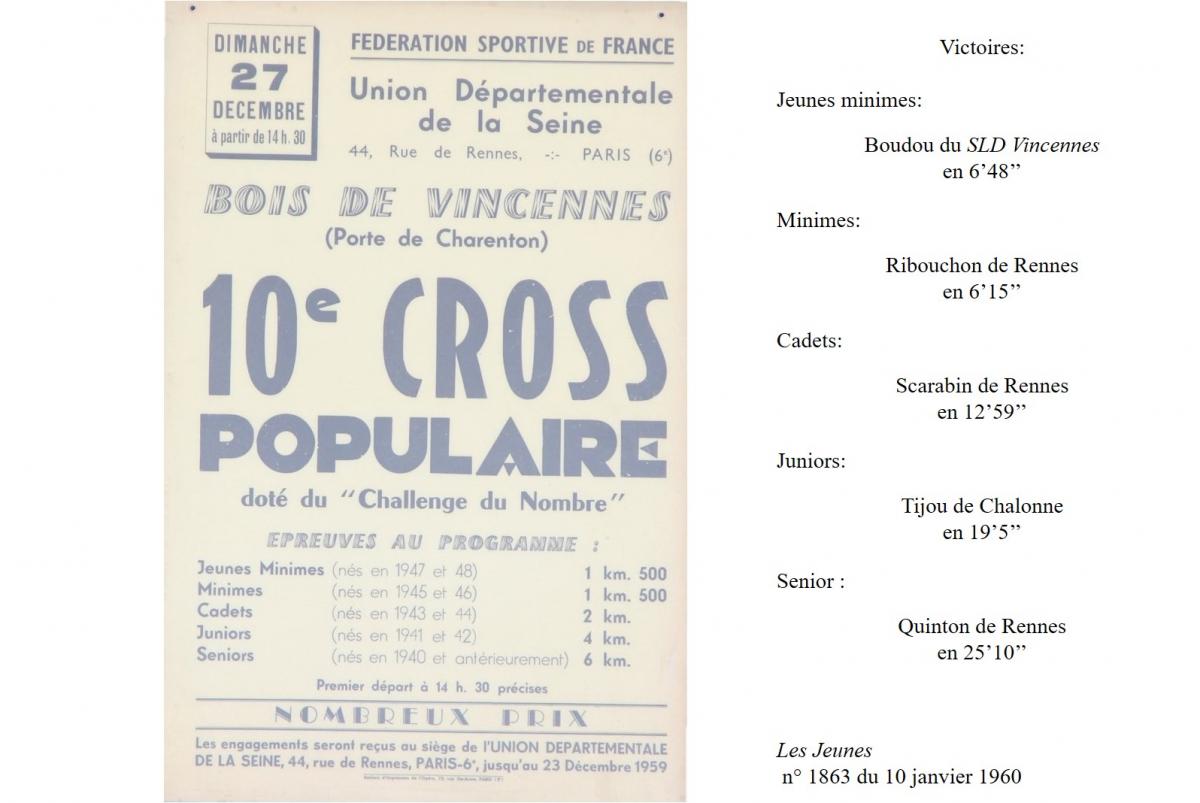 DIMANCHE
27
DECEMBRE
à partir de 14 h. 30
FEDERATION SPORTIVE DE FRANCE
Union Départementale
de la Seine
44, Rue de Rennes, -:- PARIS (6e)
BOIS DE VINCENNES
(Porte de Charenton)
10e CROSS
POPULAIRE
doté du "Challenge du Nombre"
EPREUVES AU PROGRAMME :
Jeunes Minimes (nés en 1947 et 48) 1 km. 500
Minimes (nés en 1945 et 46) 1 km. 500
Cadets (nés en 1943 et 44) 2 km.
Juniors (nés en 1941 et 42) 4 km.
Seniors (nés en 1940 et antérieurement) 6 km.
Premier départ à 14 h. 30 précises
NOMBREUX PRIX
Les engagements seront reçus au siège de l'UNION DEPARTEMENTALE
DE LA SEINE, 44, rue de Rennes, PARIS-6e, jusqu'au 23 Décembre 1959
Victoires:
Jeunes minimes:
Boudou du SLD Vincennes
en 6’48’’
Minimes:
Ribouchon de Rennes
en 6’15’’
Cadets:
Scarabin de Rennes
en 12’59’’
Juniors:
Tijou de Chalonne
en 19’5’’
Senior :
Quinton de Rennes
en 25’10’’
Les Jeunes
n° 1863 du 10 janvier 1960